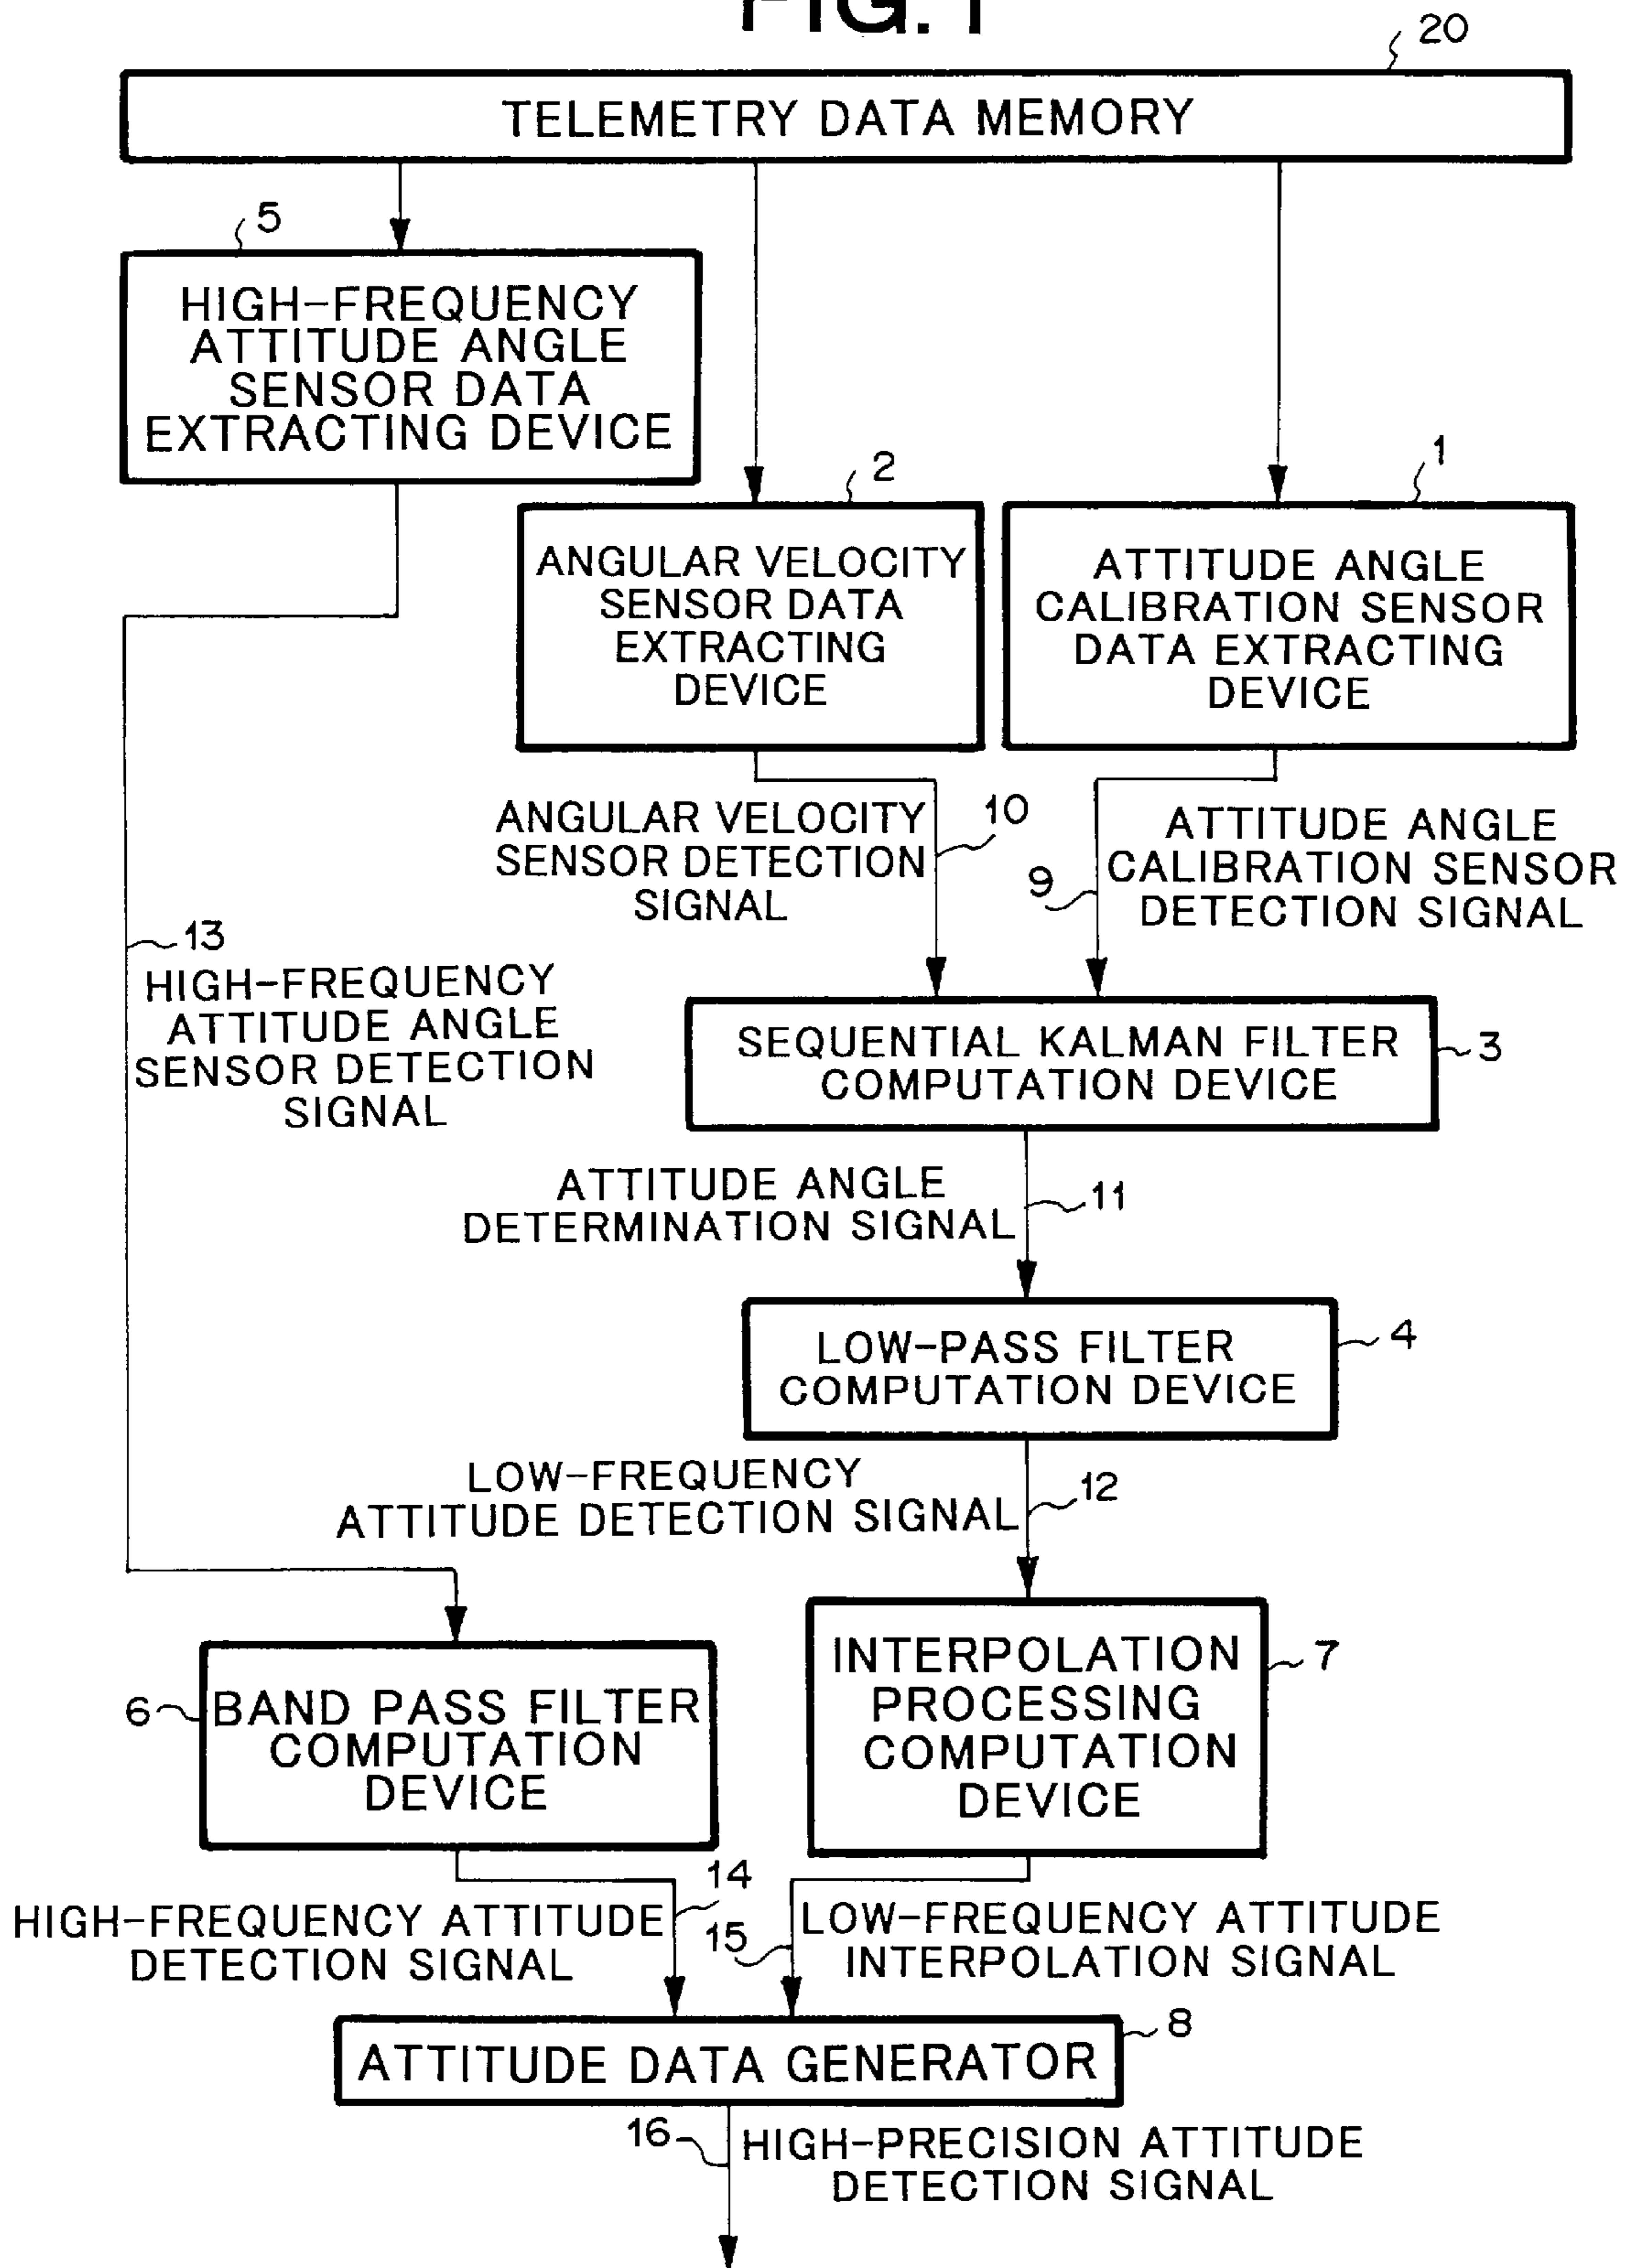 FIG. 1
20
TELEMETRY DATA MEMORY
5
HIGH-FREQUENCY
ATTITUDE ANGLE
SENSOR DATA
EXTRACTING DEVICE
2
ANGULAR VELOCITY
SENSOR DATA
EXTRACTING
DEVICE
1
ATTITUDE ANGLE
CALIBRATION SENSOR
DATA EXTRACTING
DEVICE
ANGULAR VELOCITY
SENSOR DETECTION
SIGNAL
10
9
ATTITUDE ANGLE
CALIBRATION SENSOR
DETECTION SIGNAL
13
HIGH-FREQUENCY
ATTITUDE ANGLE
SENSOR DETECTION
SIGNAL
SEQUENTIAL KALMAN FILTER
COMPUTATION DEVICE
3
ATTITUDE ANGLE
DETERMINATION SIGNAL
11
LOW-PASS FILTER
COMPUTATION DEVICE
4
LOW-FREQUENCY
ATTITUDE DETECTION SIGNAL
12
6
BAND PASS FILTER
COMPUTATION
DEVICE
INTERPOLATION
PROCESSING
COMPUTATION
DEVICE
7
HIGH-FREQUENCY ATTITUDE
DETECTION SIGNAL
14
15
LOW-FREQUENCY ATTITUDE
INTERPOLATION SIGNAL
ATTITUDE DATA GENERATOR
8
16
HIGH-PRECISION ATTITUDE
DETECTION SIGNAL